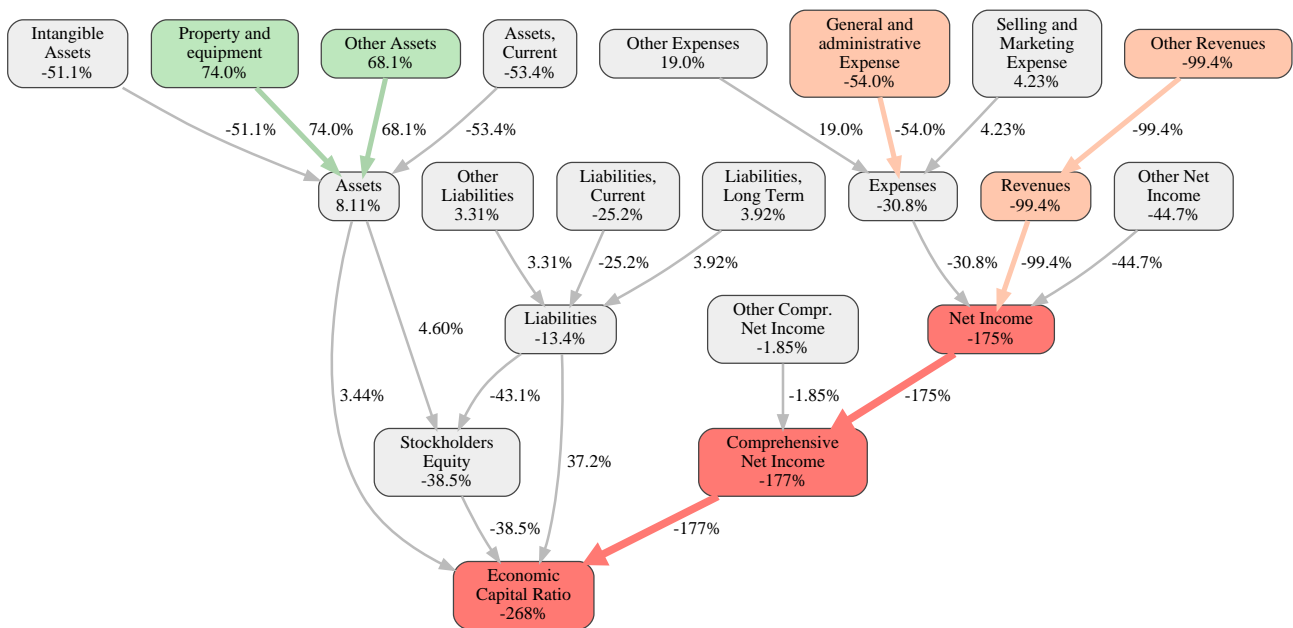 Intangible
Assets
-51.1%
Property and
equipment
74.0%
Other Assets
68.1%
Assets,
Current
-53.4%
Other Expenses
19.0%
General and
administrative
Expense
-54.0%
Selling and
Marketing
Expense
4.23%
Other Revenues
-99.4%
-51.1%
74.0%
68.1%
-53.4%
19.0%
-54.0%
4.23%
-99.4%
Assets
8.11%
Other
Liabilities
3.31%
Liabilities,
Current
-25.2%
Liabilities,
Long Term
3.92%
Expenses
-30.8%
Revenues
-99.4%
Other Net
Income
-44.7%
3.31%
-25.2%
3.92%
-30.8%
-99.4%
-44.7%
4.60%
Liabilities
-13.4%
Other Compr.
Net Income
-1.85%
Net Income
-175%
3.44%
-43.1%
-1.85%
-175%
Stockholders
Equity
-38.5%
37.2%
Comprehensive
Net Income
-177%
-38.5%
-177%
Economic
Capital Ratio
-268%